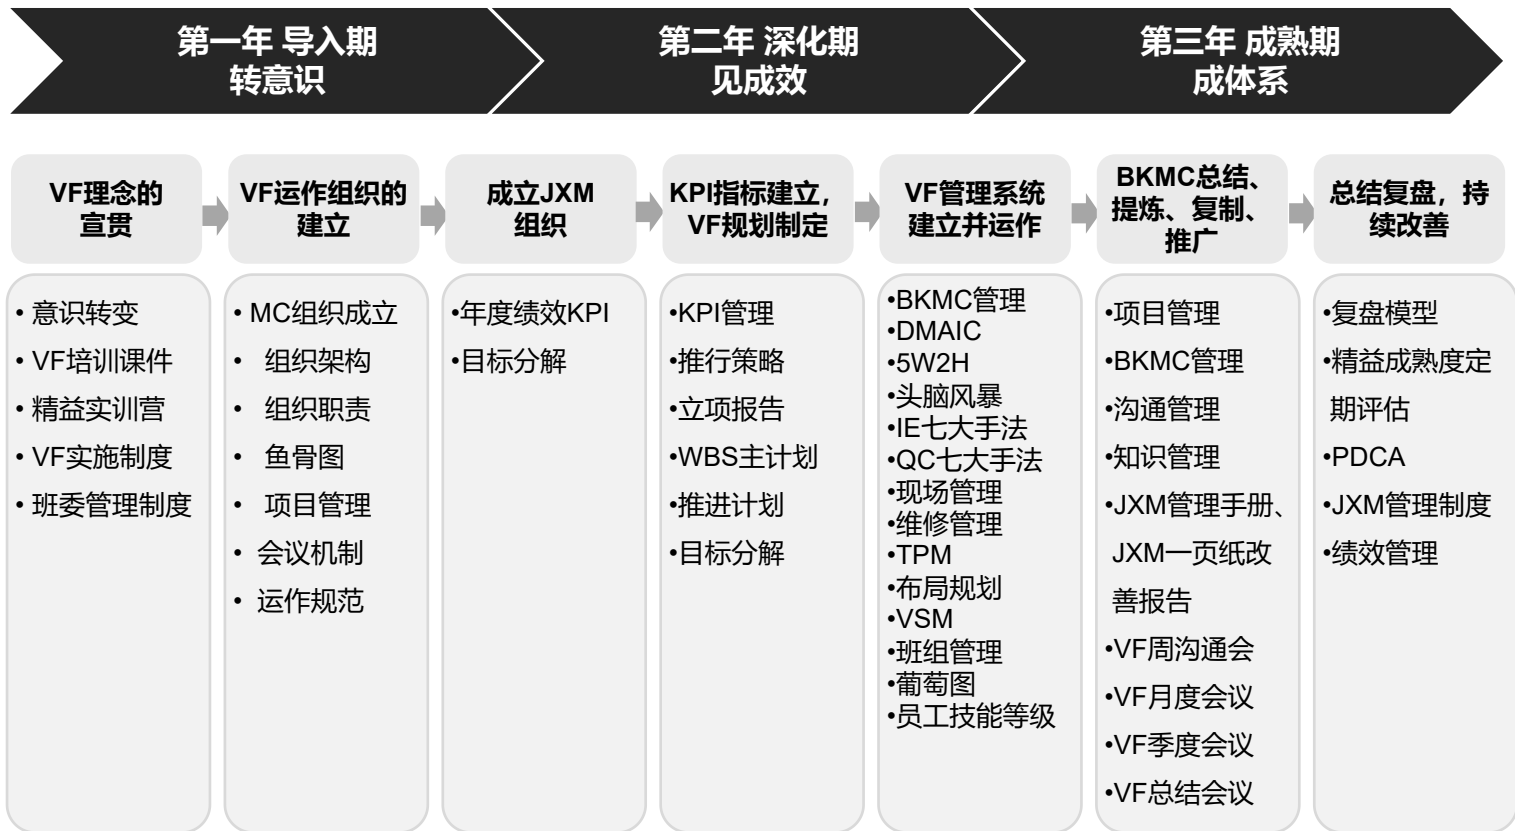 第一年 导入期
转意识
第二年 深化期
见成效
第三年 成熟期
成体系
VF理念的
宣贯
VF运作组织的
建立
成立JXM
组织
KPI指标建立，
VF规划制定
VF管理系统
建立并运作
BKMC总结、
提炼、复制、
推广
总结复盘，持
续改善
• 意识转变
• VF培训课件
• 精益实训营
• VF实施制度
• 班委管理制度
• MC组织成立
• 组织架构
• 组织职责
• 鱼骨图
• 项目管理
• 会议机制
• 运作规范
•年度绩效KPI
•目标分解
•KPI管理
•推行策略
•立项报告
•WBS主计划
•推进计划
•目标分解
•BKMC管理
•DMAIC
•5W2H
•头脑风暴
•IE七大手法
•QC七大手法
•现场管理
•维修管理
•TPM
•布局规划
•VSM
•班组管理
•葡萄图
•员工技能等级
•项目管理
•BKMC管理
•沟通管理
•知识管理
•JXM管理手册、
JXM一页纸改
善报告
•VF周沟通会
•VF月度会议
•VF季度会议
•VF总结会议
•复盘模型
•精益成熟度定
期评估
•PDCA
•JXM管理制度
•绩效管理